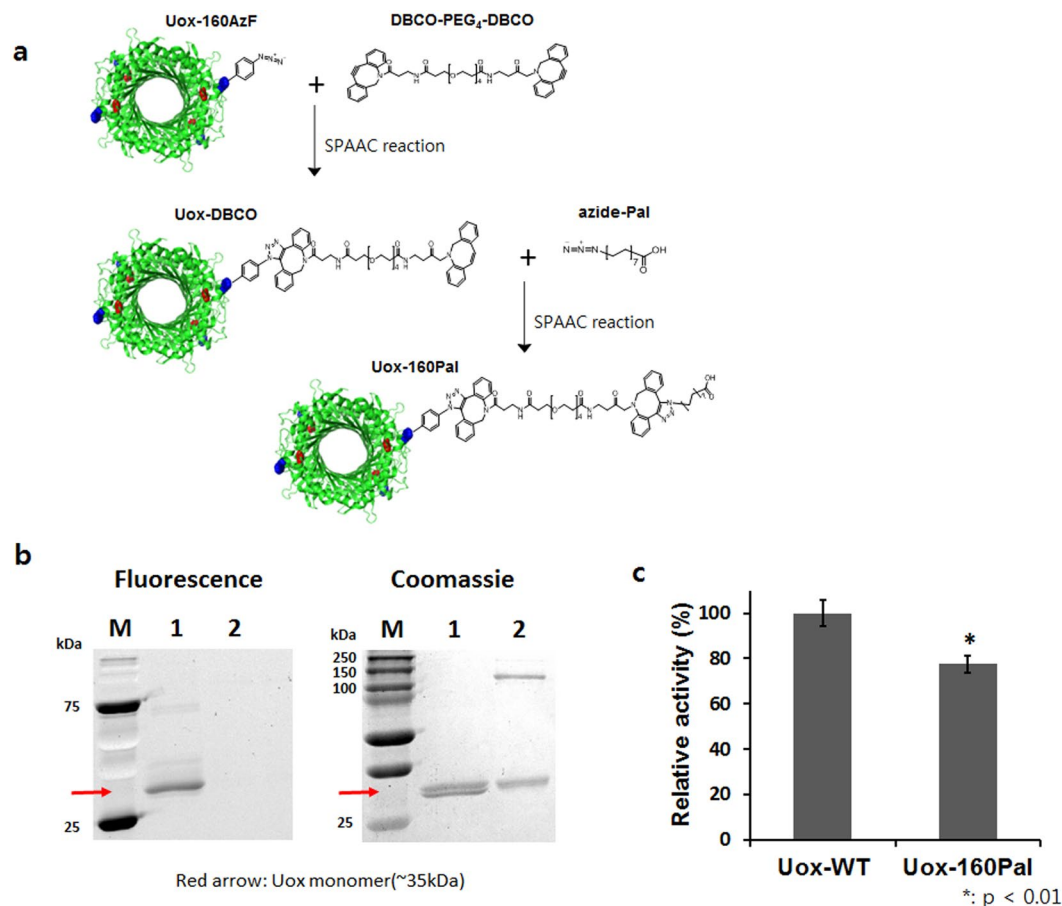 a
Uox-160AzF
DBCO-PEG₄-DBCO
+
SPAAC reaction
Uox-DBCO
azide-Pal
+
SPAAC reaction
Uox-160Pal
b
Fluorescence
Coomassie
kDa M 1 2
75
25
kDa M 1 2
250
150
100
25
Red arrow: Uox monomer(~35kDa)
c
Relative activity (%)
100
80
60
40
20
0
*
Uox-WT
Uox-160Pal
*: p < 0.01